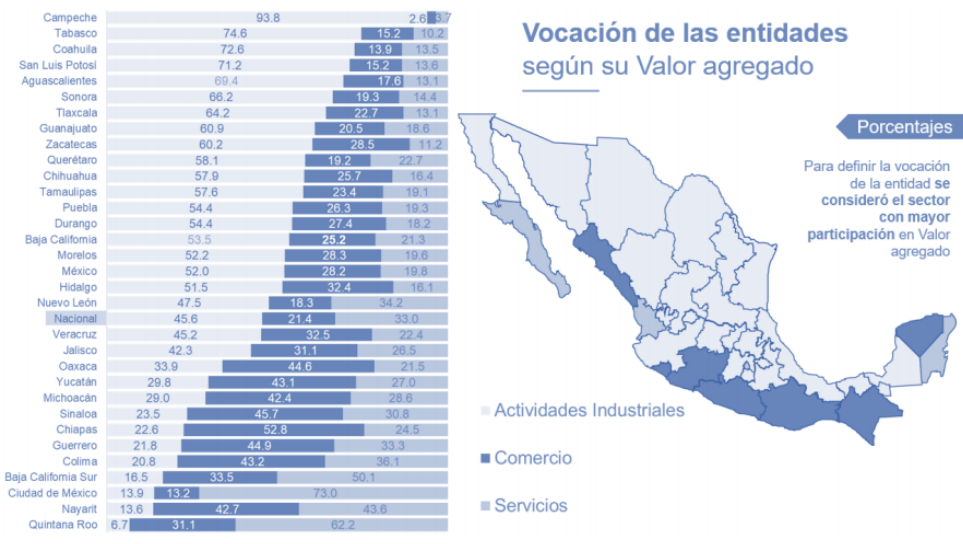 Campeche 93.8 2.6 3.7
Tabasco 74.6 15.2 10.2
Coahuila 72.6 13.9 13.5
San Luis Potosí 71.2 15.2 13.6
Aguascalientes 69.4 17.6 13.1
Sonora 66.2 19.3 14.4
Tlaxcala 64.2 22.7 13.1
Guanajuato 60.9 20.5 18.6
Zacatecas 60.2 28.5 11.2
Querétaro 58.1 19.2 22.7
Chihuahua 57.9 25.7 16.4
Tamaulipas 57.6 23.4 19.1
Puebla 54.4 26.3 19.3
Durango 54.4 27.4 18.2
Baja California 53.5 25.2 21.3
Morelos 52.2 28.3 19.6
México 52.0 28.2 19.8
Hidalgo 51.5 32.4 16.1
Nuevo León 47.5 18.3 34.2
Nacional 45.6 21.4 33.0
Veracruz 45.2 32.5 22.4
Jalisco 42.3 31.1 26.5
Oaxaca 33.9 44.6 21.5
Yucatán 29.8 43.1 27.0
Michoacán 29.0 42.4 28.6
Sinaloa 23.5 45.7 30.8
Chiapas 22.6 52.8 24.5
Guerrero 21.8 44.9 33.3
Colima 20.8 43.2 36.1
Baja California Sur 16.5 33.5 50.1
Ciudad de México 13.9 13.2 73.0
Nayarit 13.6 42.7 43.6
Quintana Roo 6.7 31.1 62.2
Vocación de las entidades
según su Valor agregado
Porcentajes
Para definir la vocación
de la entidad se
consideró el sector
con mayor
participación en Valor
agregado
Actividades Industriales
Comercio
Servicios